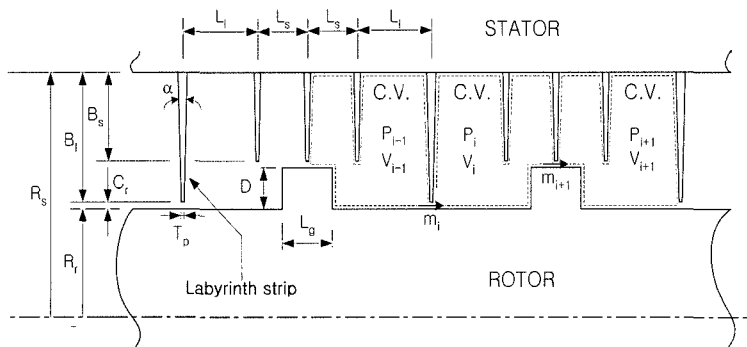 L_l L_s L_s L_l
STATOR
α
C.V. C.V. C.V.
B_s
B_l
P_{i-1} P_i P_{i+1}
V_{i-1} V_i V_{i+1}
R_s
C_r
D
m_i
m_{i+1}
T_p
L_g
R_r
Labyrinth strip
ROTOR